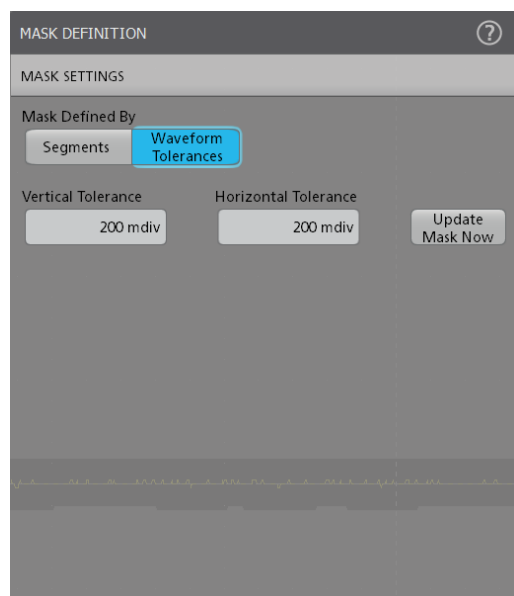 MASK DEFINITION ?
MASK SETTINGS
Mask Defined By
Segments
Waveform
Tolerances
Vertical Tolerance
200 mdiv
Horizontal Tolerance
200 mdiv
Update
Mask Now